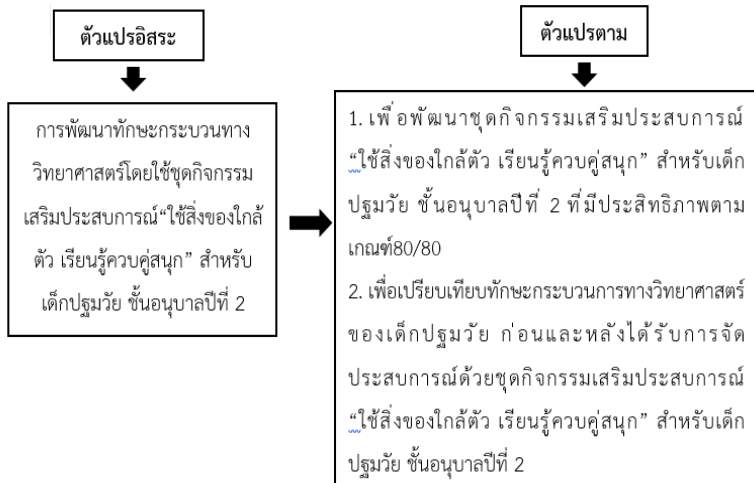 ตัวแปรอิสระ
การพัฒนาทักษะกระบวนทาง
วิทยาศาสตร์โดยใช้ชุดกิจกรรม
เสริมประสบการณ์“ใช้สิ่งของใกล้
ตัว เรียนรู้ควบคู่สนุก” สำหรับ
เด็กปฐมวัย ชั้นอนุบาลปีที่ 2
ตัวแปรตาม
1. เพื่อพัฒนาชุดกิจกรรมเสริมประสบการณ์
“ใช้สิ่งของใกล้ตัว เรียนรู้ควบคู่สนุก” สำหรับเด็ก
ปฐมวัย ชั้นอนุบาลปีที่ 2 ที่มีประสิทธิภาพตาม
เกณฑ์80/80
2. เพื่อเปรียบเทียบทักษะกระบวนการทางวิทยาศาสตร์
ของเด็กปฐมวัย ก่อนและหลังได้รับการจัด
ประสบการณ์ด้วยชุดกิจกรรมเสริมประสบการณ์
“ใช้สิ่งของใกล้ตัว เรียนรู้ควบคู่สนุก” สำหรับเด็ก
ปฐมวัย ชั้นอนุบาลปีที่ 2